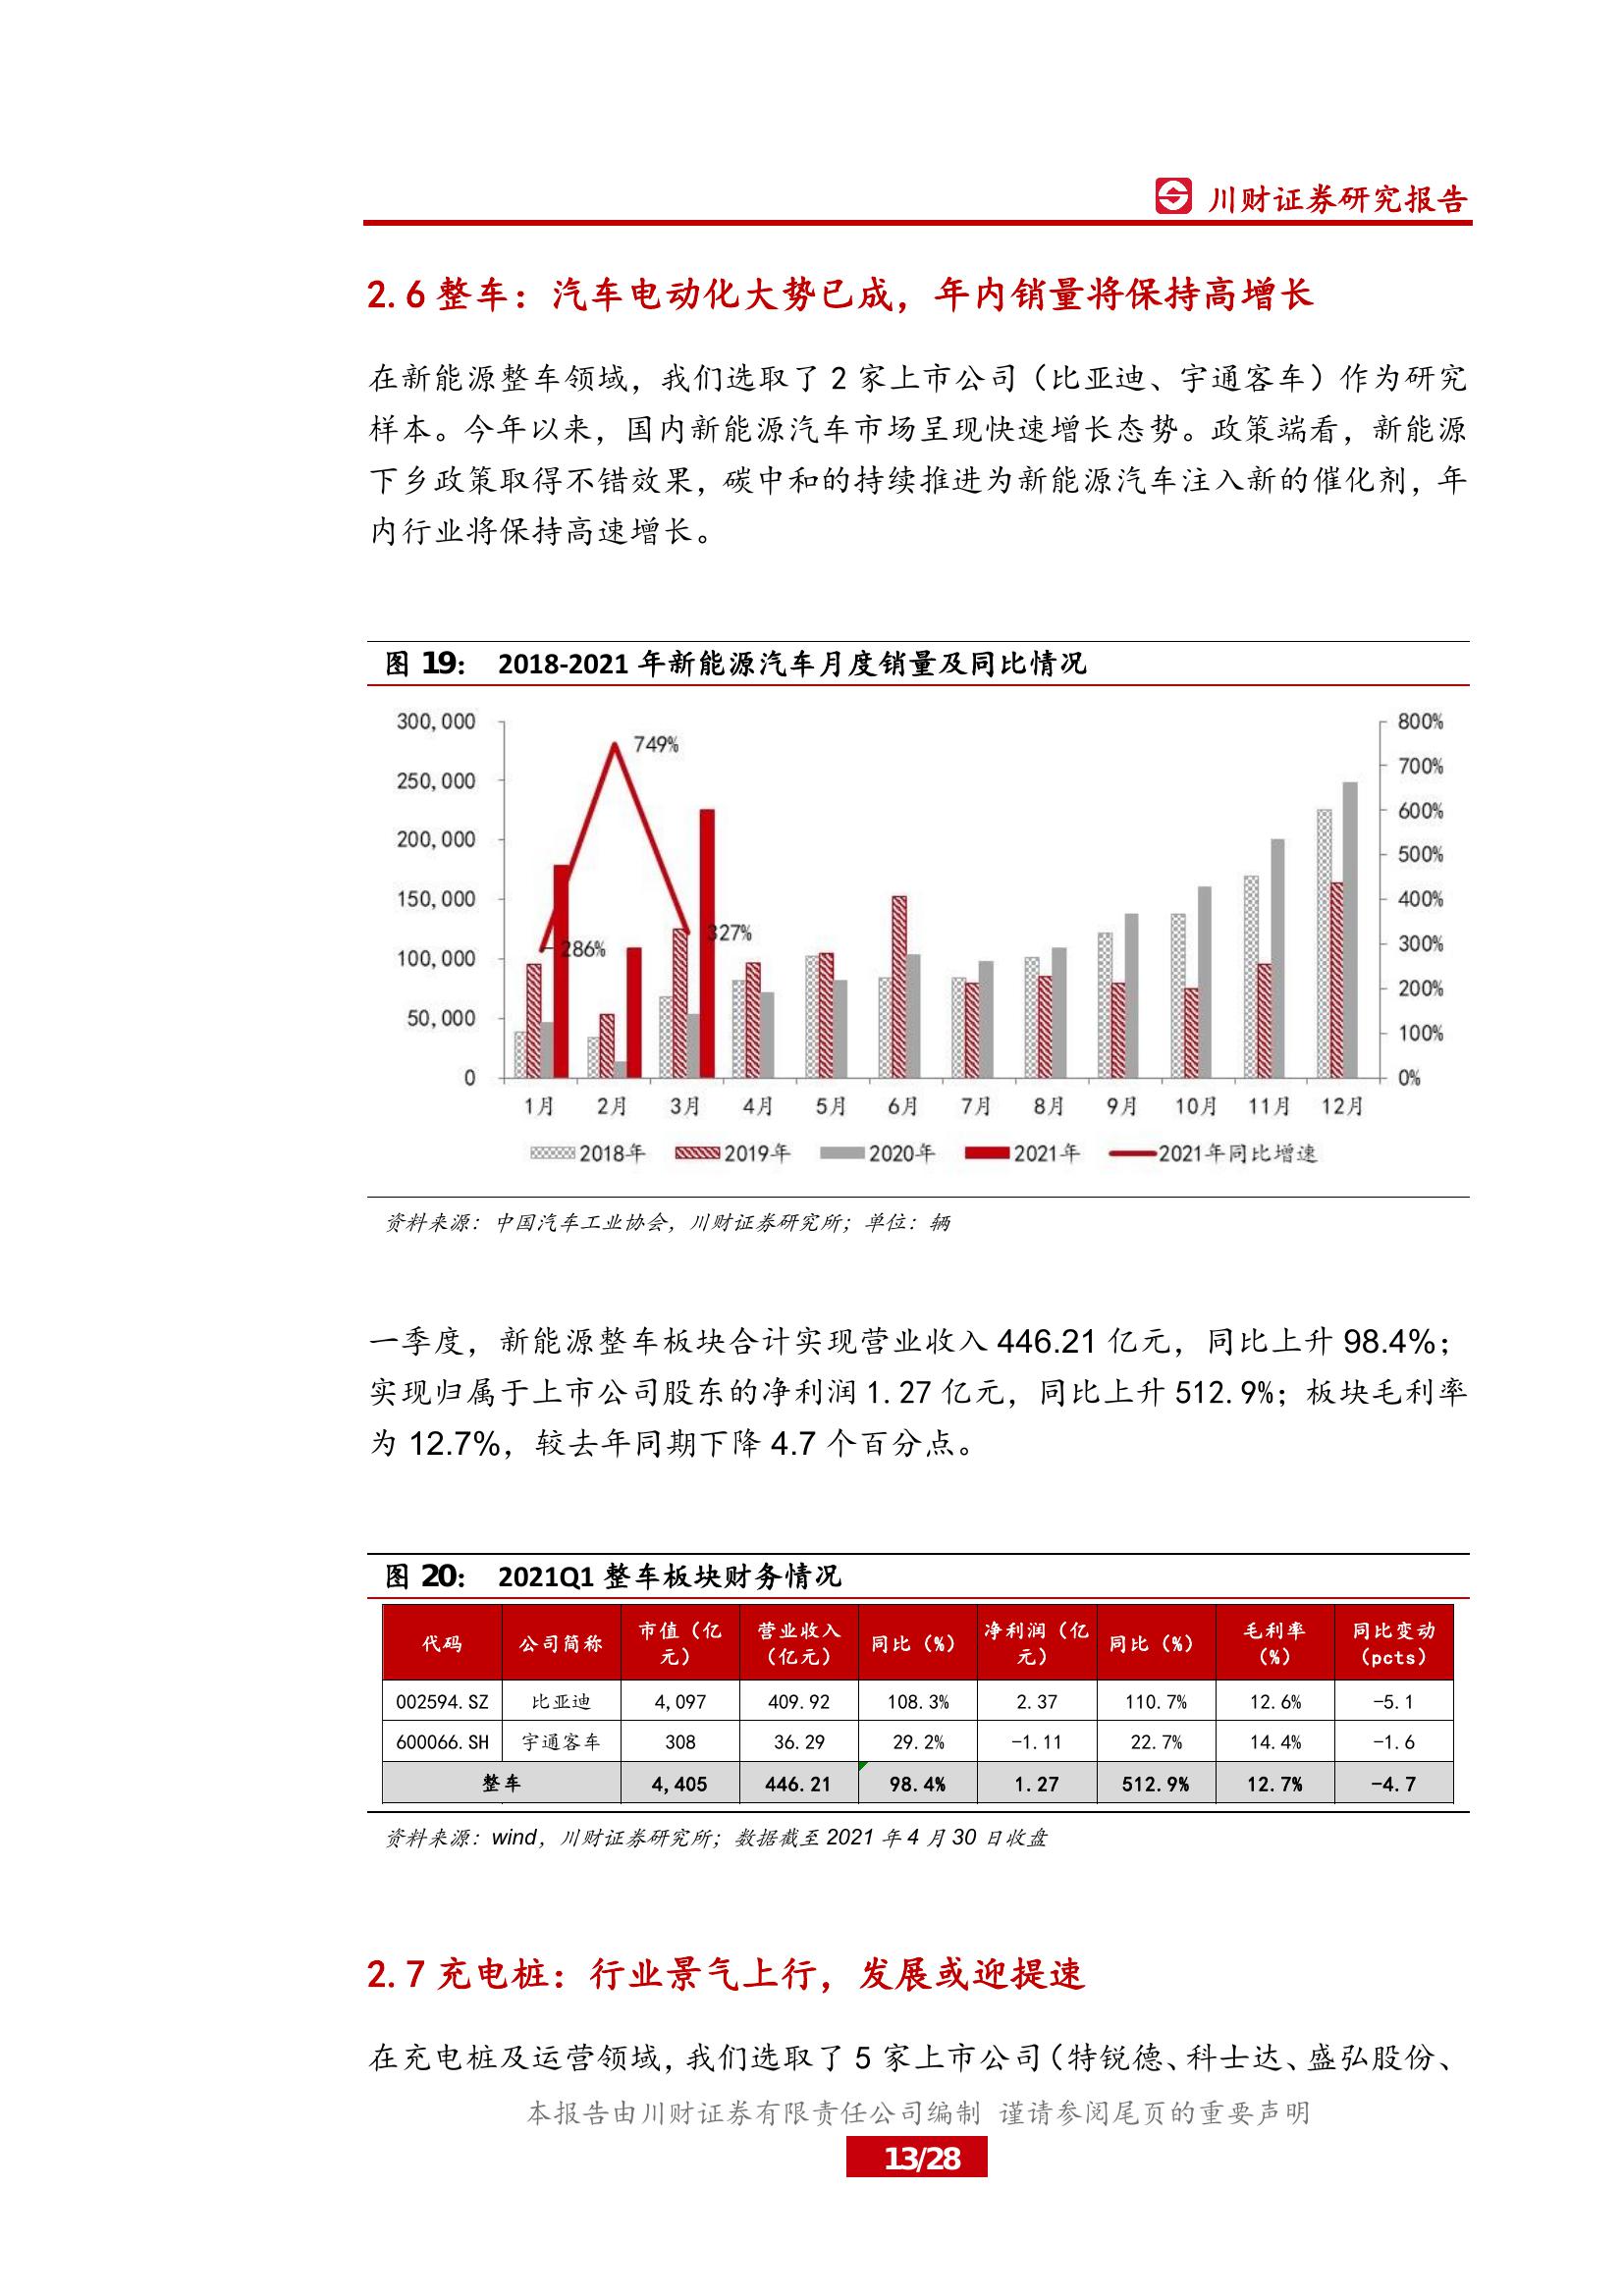 川财证券研究报告
2.6 整车：汽车电动化大势已成，年内销量将保持高增长
在新能源整车领域，我们选取了 2 家上市公司（比亚迪、宇通客车）作为研究
样本。今年以来，国内新能源汽车市场呈现快速增长态势。政策端看，新能源
下乡政策取得不错效果，碳中和的持续推进为新能源汽车注入新的催化剂，年
内行业将保持高速增长。
图 19： 2018-2021 年新能源汽车月度销量及同比情况
300,000 800%
749% 700%
250,000 600%
200,000 500%
150,000 400%
327%
286% 300%
100,000 200%
50,000 100%
0 0%
1月 2月 3月 4月 5月 6月 7月 8月 9月 10月 11月 12月
2018年 2019年 2020年 2021年 2021年同比增速
资料来源：中国汽车工业协会，川财证券研究所；单位：辆
一季度，新能源整车板块合计实现营业收入 446.21 亿元，同比上升 98.4%；
实现归属于上市公司股东的净利润 1.27 亿元，同比上升 512.9%；板块毛利率
为 12.7%，较去年同期下降 4.7 个百分点。
图 20： 2021Q1 整车板块财务情况
代码 公司简称 市值（亿元） 营业收入（亿元） 同比（%） 净利润（亿元） 同比（%） 毛利率（%） 同比变动（pcts）
002594.SZ 比亚迪 4,097 409.92 108.3% 2.37 110.7% 12.6% -5.1
600066.SH 宇通客车 308 36.29 29.2% -1.11 22.7% 14.4% -1.6
整车 4,405 446.21 98.4% 1.27 512.9% 12.7% -4.7
资料来源：wind，川财证券研究所；数据截至 2021 年 4 月 30 日收盘
2.7 充电桩：行业景气上行，发展或迎提速
在充电桩及运营领域，我们选取了 5 家上市公司（特锐德、科士达、盛弘股份、
本报告由川财证券有限责任公司编制 谨请参阅尾页的重要声明
13/28